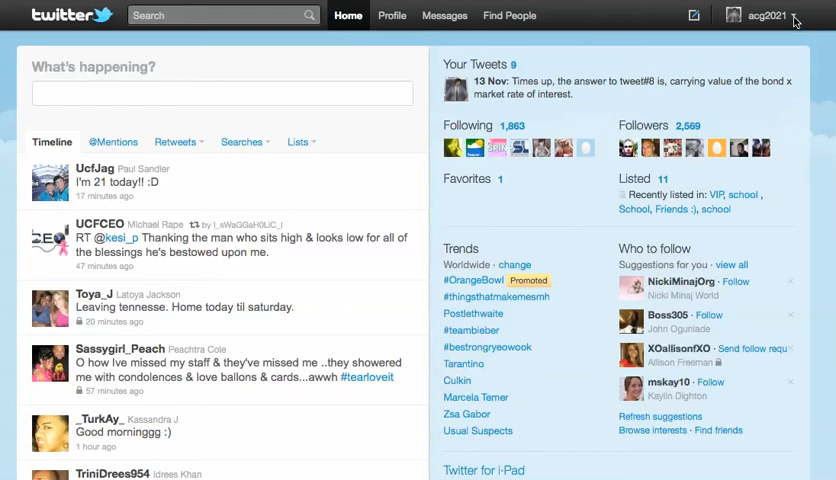 twitter Search Home Profile Messages Find People acg2021
What's happening?
Timeline @Mentions Retweets Searches Lists
UcfJag Paul Sandler
I'm 21 today!! :D
17 minutes ago
UCFCEO Michael Rape by I_sWaGGaH0LiC_I
RT @kesi_p Thanking the man who sits high & looks low for all of
the blessings he's bestowed upon me.
47 minutes ago
Toya_J Latoya Jackson
Leaving tennesse. Home today til saturday.
20 minutes ago
Sassygirl_Peach Peachtra Cole
O how Ive missed my staff & they've missed me ..they showered
me with condolences & love ballons & cards...awwh #tearloveit
57 minutes ago
_TurkAy_ Kassandra J
Good morninggg :)
1 hour ago
TriniDrees954 Idrees Khan
Your Tweets 9
13 Nov: Times up, the answer to tweet#8 is, carrying value of the bond x
market rate of interest.
Following 1,863
Followers 2,569
Favorites 1
Listed 11
Recently listed in: VIP, school ,
School, Friends :), school
Trends
Worldwide · change
#OrangeBowl Promoted
#thingsthatmakemesmh
Postlethwaite
#teambieber
#bestrongryeowook
Tarantino
Culkin
Marcela Temer
Zsa Gabor
Usual Suspects
Who to follow
Suggestions for you · view all
NickiMinajOrg · Follow
Nicki Minaj World
Boss305 · Follow
John Ogunlade
XOallisonfXO · Send follow requ
Allison Freeman
mskay10 · Follow
Kaylin Dighton
Refresh suggestions
Browse interests · Find friends
Twitter for i-Pad